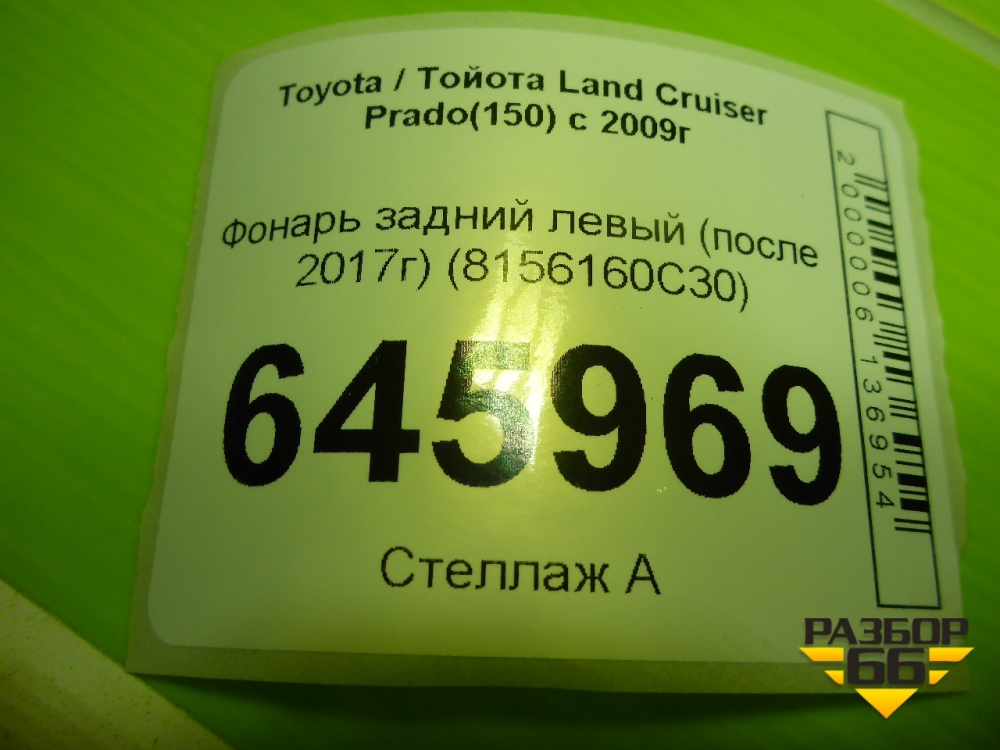 Toyota / Тойота Land Cruiser
Prado(150) с 2009г
Фонарь задний левый (после
2017г) (8156160C30)
645969
Стеллаж А
2000006136954
РАЗБОР
66